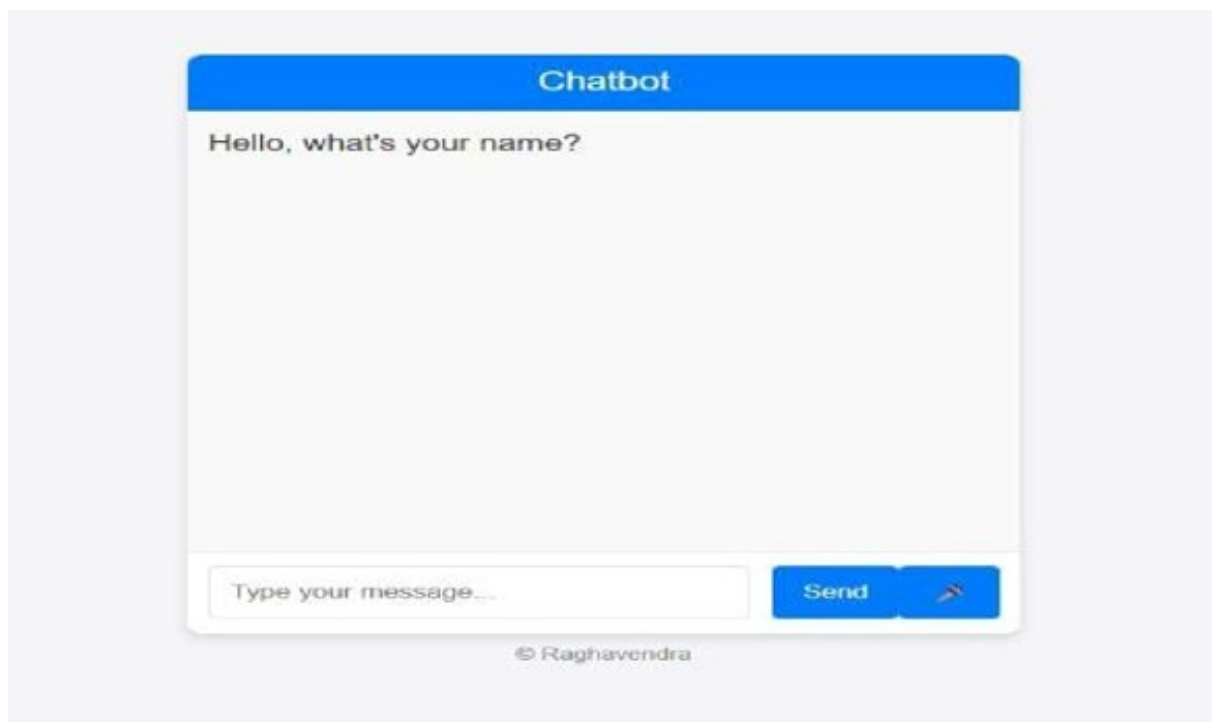 Chatbot
Hello, what's your name?
Type your message...
Send
© Raghavendra